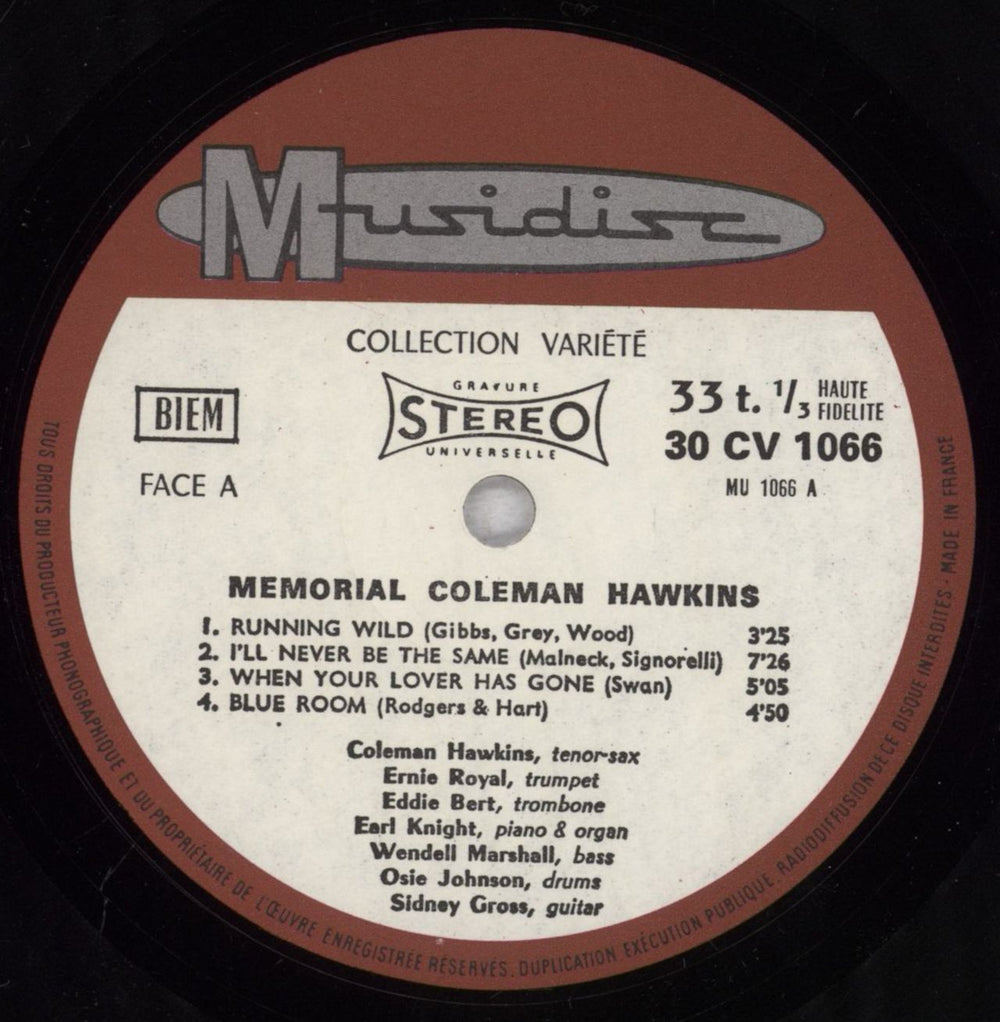 Musidisc
COLLECTION VARIÉTÉ
BIEM
GRAVURE
STEREO
UNIVERSELLE
33 t. 1/3 HAUTE FIDELITE
30 CV 1066
FACE A
MU 1066 A
MEMORIAL COLEMAN HAWKINS
1. RUNNING WILD (Gibbs, Grey, Wood) 3'25
2. I'LL NEVER BE THE SAME (Malneck, Signorelli) 7'26
3. WHEN YOUR LOVER HAS GONE (Swan) 5'05
4. BLUE ROOM (Rodgers & Hart) 4'50
Coleman Hawkins, tenor-sax
Ernie Royal, trumpet
Eddie Bert, trombone
Earl Knight, piano & organ
Wendell Marshall, bass
Osie Johnson, drums
Sidney Gross, guitar
TOUS DROITS DU PRODUCTEUR PHONOGRAPHIQUE ET DU PROPRIÉTAIRE DE L'ŒUVRE ENREGISTRÉE RÉSERVÉS. DUPLICATION EXÉCUTION PUBLIQUE. RADIODIFFUSION DE CE DISQUE INTERDITES. MADE IN FRANCE